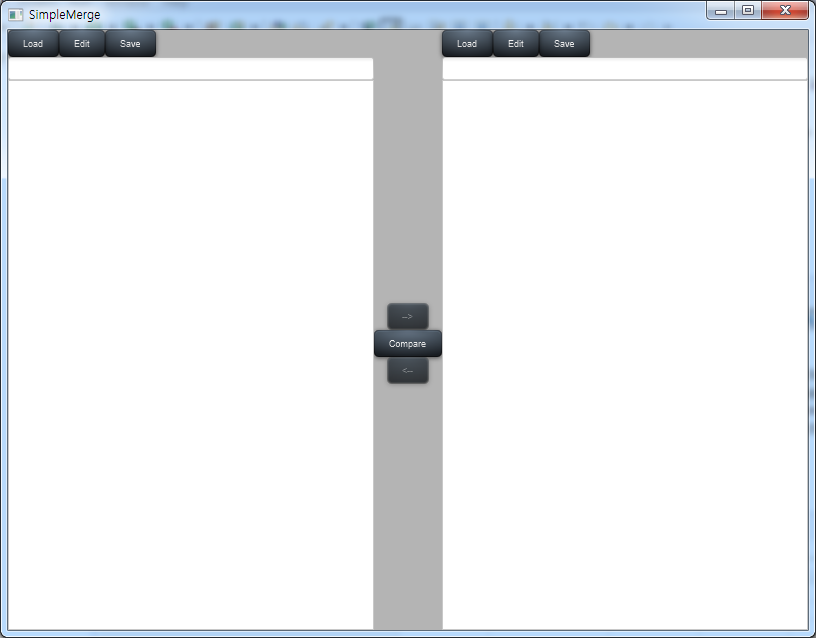 SimpleMerge
Load Edit Save Load Edit Save
-->
Compare
<--